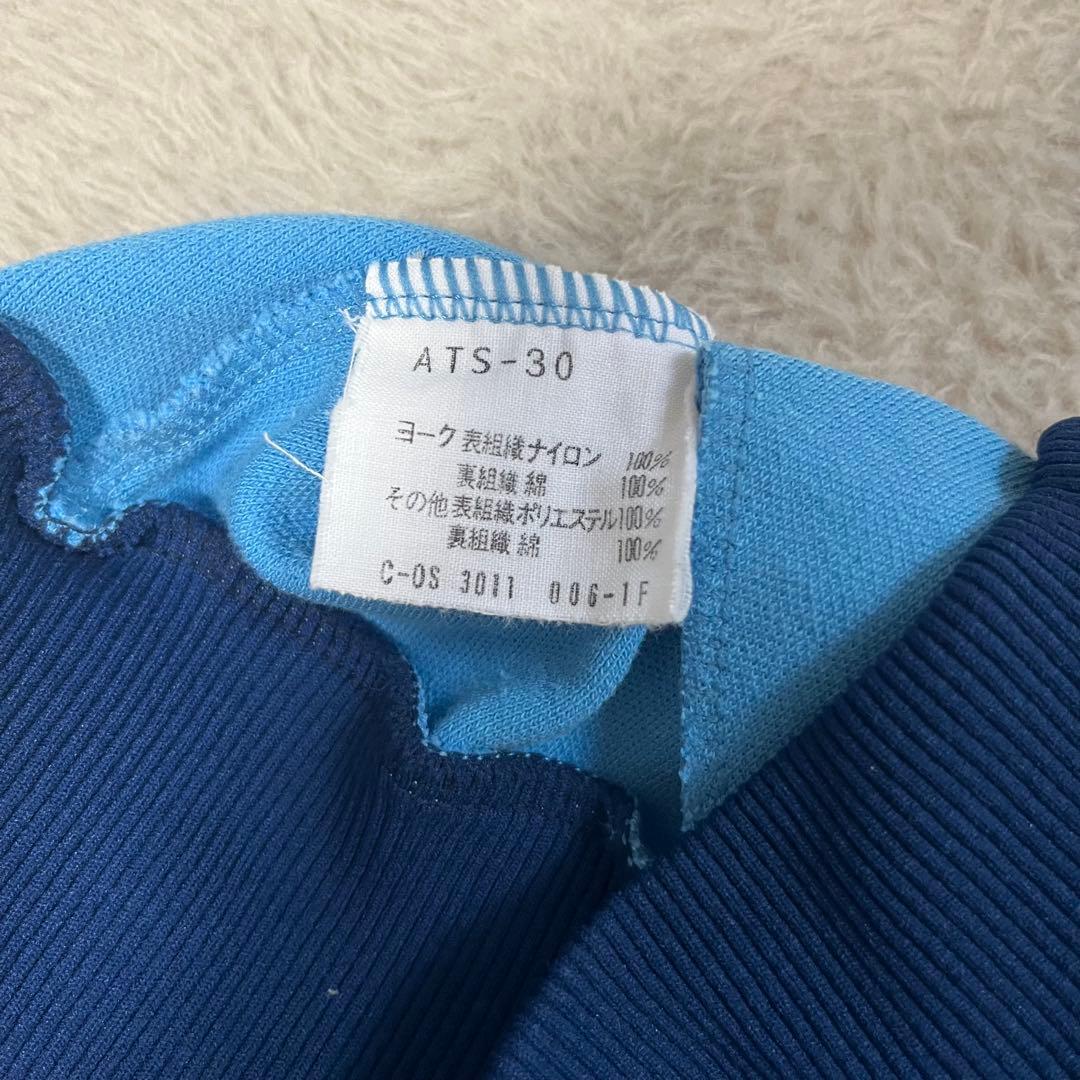 ATS-30
ヨーク 表組織ナイロン 100%
裏組織 綿 100%
その他 表組織ポリエステル100%
裏組織 綿 100%
C-OS 3011 006-1F